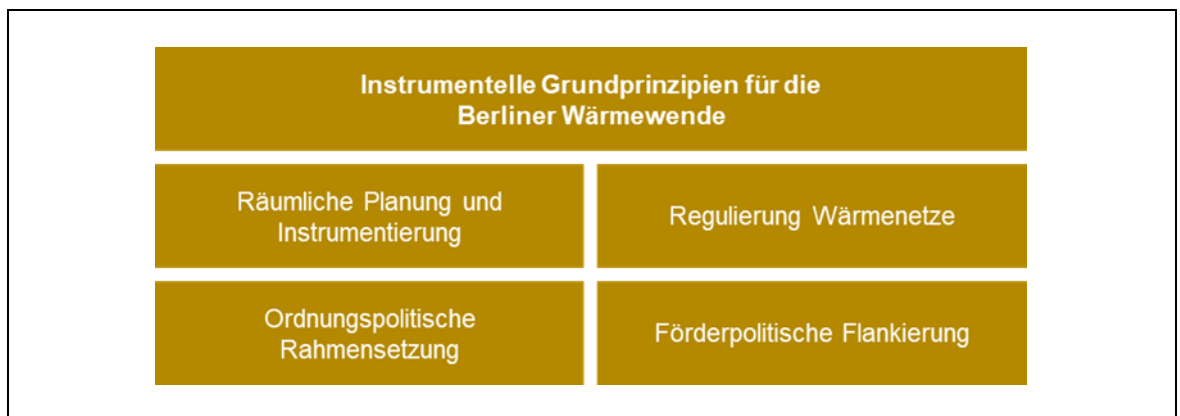 Instrumentelle Grundprinzipien für die
Berliner Wärmewende
Räumliche Planung und
Instrumentierung
Regulierung Wärmenetze
Ordnungspolitische
Rahmensetzung
Förderpolitische Flankierung